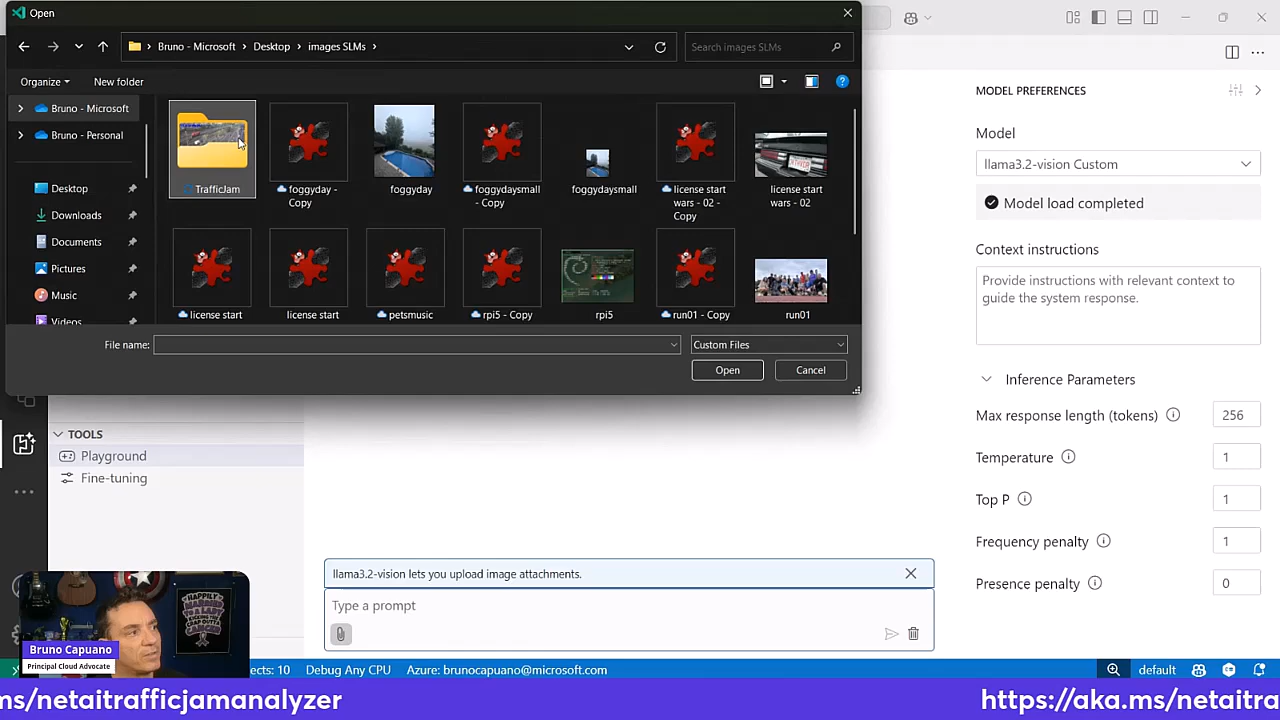 Open
Bruno - Microsoft
Desktop
images SLMs
Search images SLMs
Organize
New folder
Bruno - Microsoft
Bruno - Personal
Desktop
Downloads
Documents
Pictures
Music
Videos
TrafficJam
foggyday -
Copy
foggyday
foggydaysmall
- Copy
foggydaysmall
license start
wars - 02 -
Copy
license start
wars - 02
license start
license start
petsmusic
rpi5 - Copy
rpi5
run01 - Copy
run01
File name:
Custom Files
Open
Cancel
MODEL PREFERENCES
Model
llama3.2-vision Custom
Model load completed
Context instructions
Provide instructions with relevant context to
guide the system response.
Inference Parameters
Max response length (tokens)
256
Temperature
1
Top P
1
Frequency penalty
1
Presence penalty
0
TOOLS
Playground
Fine-tuning
llama3.2-vision lets you upload image attachments.
Type a prompt
Bruno Capuano
Principal Cloud Advocate
ects: 10
Debug Any CPU
Azure: brunocapuano@microsoft.com
default
ms/netaitrafficjamanalyzer
https://aka.ms/netaitra